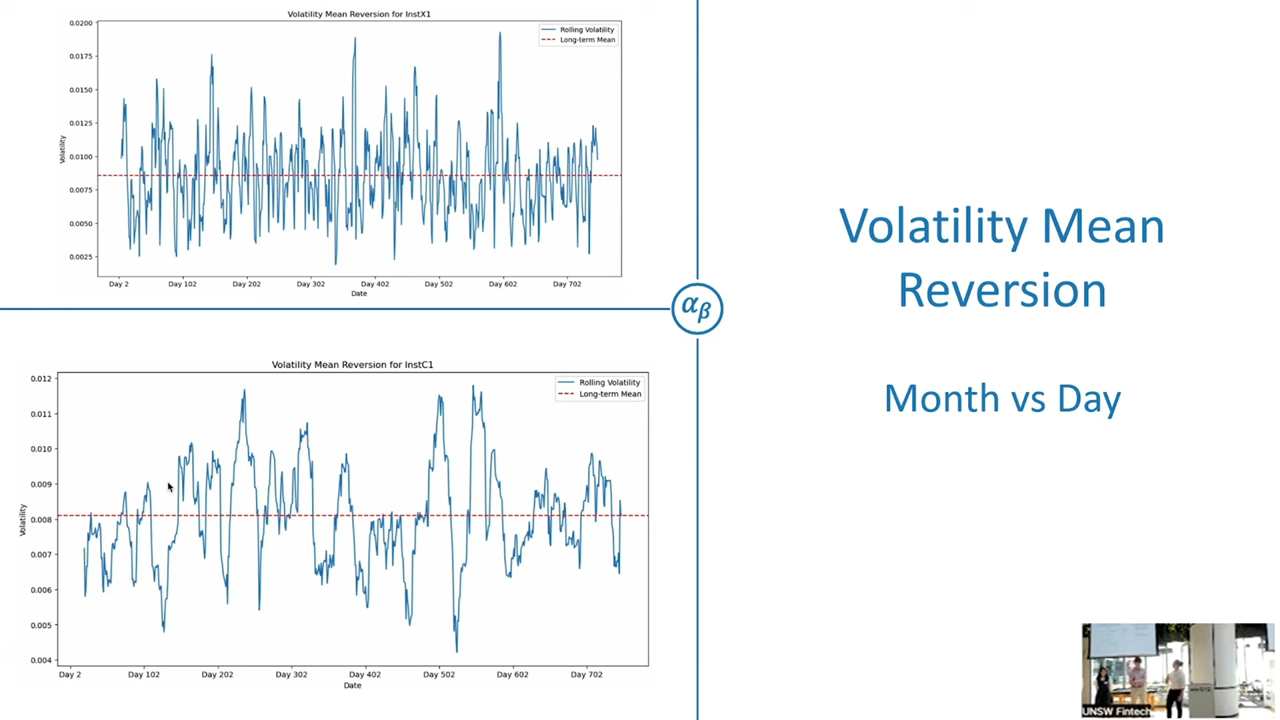 Volatility Mean Reversion for InstX1
0.0200
0.0175
0.0150
0.0125
0.0100
0.0075
0.0050
0.0025
Volatility
Rolling Volatility
Long-term Mean
Day 2 Day 102 Day 202 Day 302 Day 402 Day 502 Day 602 Day 702
Date
αβ
Volatility Mean Reversion for InstC1
0.012
0.011
0.010
0.009
0.008
0.007
0.006
0.005
0.004
Volatility
Rolling Volatility
Long-term Mean
Day 2 Day 102 Day 202 Day 302 Day 402 Day 502 Day 602 Day 702
Date
Volatility Mean
Reversion
Month vs Day
UNSW Fintech